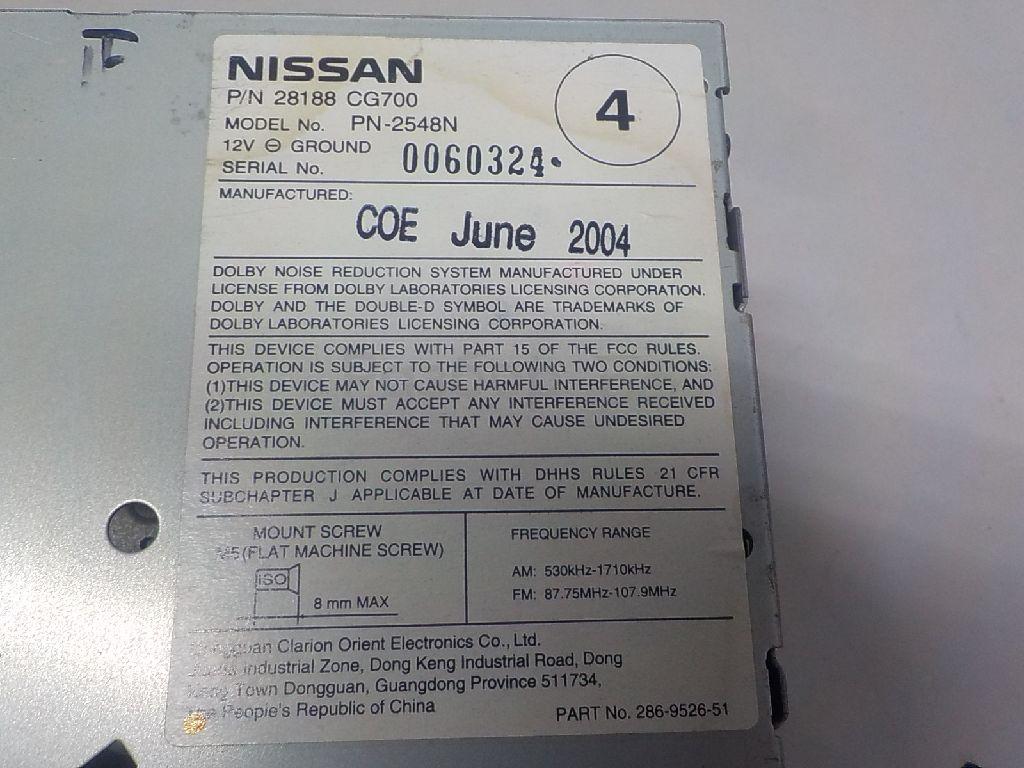 NISSAN
P/N 28188 CG700
4
MODEL No. PN-2548N
12V ⊖ GROUND
SERIAL No. 0060324
MANUFACTURED:
COE June 2004
DOLBY NOISE REDUCTION SYSTEM MANUFACTURED UNDER
LICENSE FROM DOLBY LABORATORIES LICENSING CORPORATION.
DOLBY AND THE DOUBLE-D SYMBOL ARE TRADEMARKS OF
DOLBY LABORATORIES LICENSING CORPORATION.
THIS DEVICE COMPLIES WITH PART 15 OF THE FCC RULES.
OPERATION IS SUBJECT TO THE FOLLOWING TWO CONDITIONS:
(1)THIS DEVICE MAY NOT CAUSE HARMFUL INTERFERENCE, AND
(2)THIS DEVICE MUST ACCEPT ANY INTERFERENCE RECEIVED
INCLUDING INTERFERENCE THAT MAY CAUSE UNDESIRED
OPERATION.
THIS PRODUCTION COMPLIES WITH DHHS RULES 21 CFR
SUBCHAPTER J APPLICABLE AT DATE OF MANUFACTURE.
MOUNT SCREW
M5(FLAT MACHINE SCREW)
ISO
8 mm MAX
FREQUENCY RANGE
AM: 530kHz-1710kHz
FM: 87.75MHz-107.9MHz
Clarion Orient Electronics Co., Ltd.
Industrial Zone, Dong Keng Industrial Road, Dong
Keng Town Dongguan, Guangdong Province 511734,
The People's Republic of China
PART No. 286-9526-51